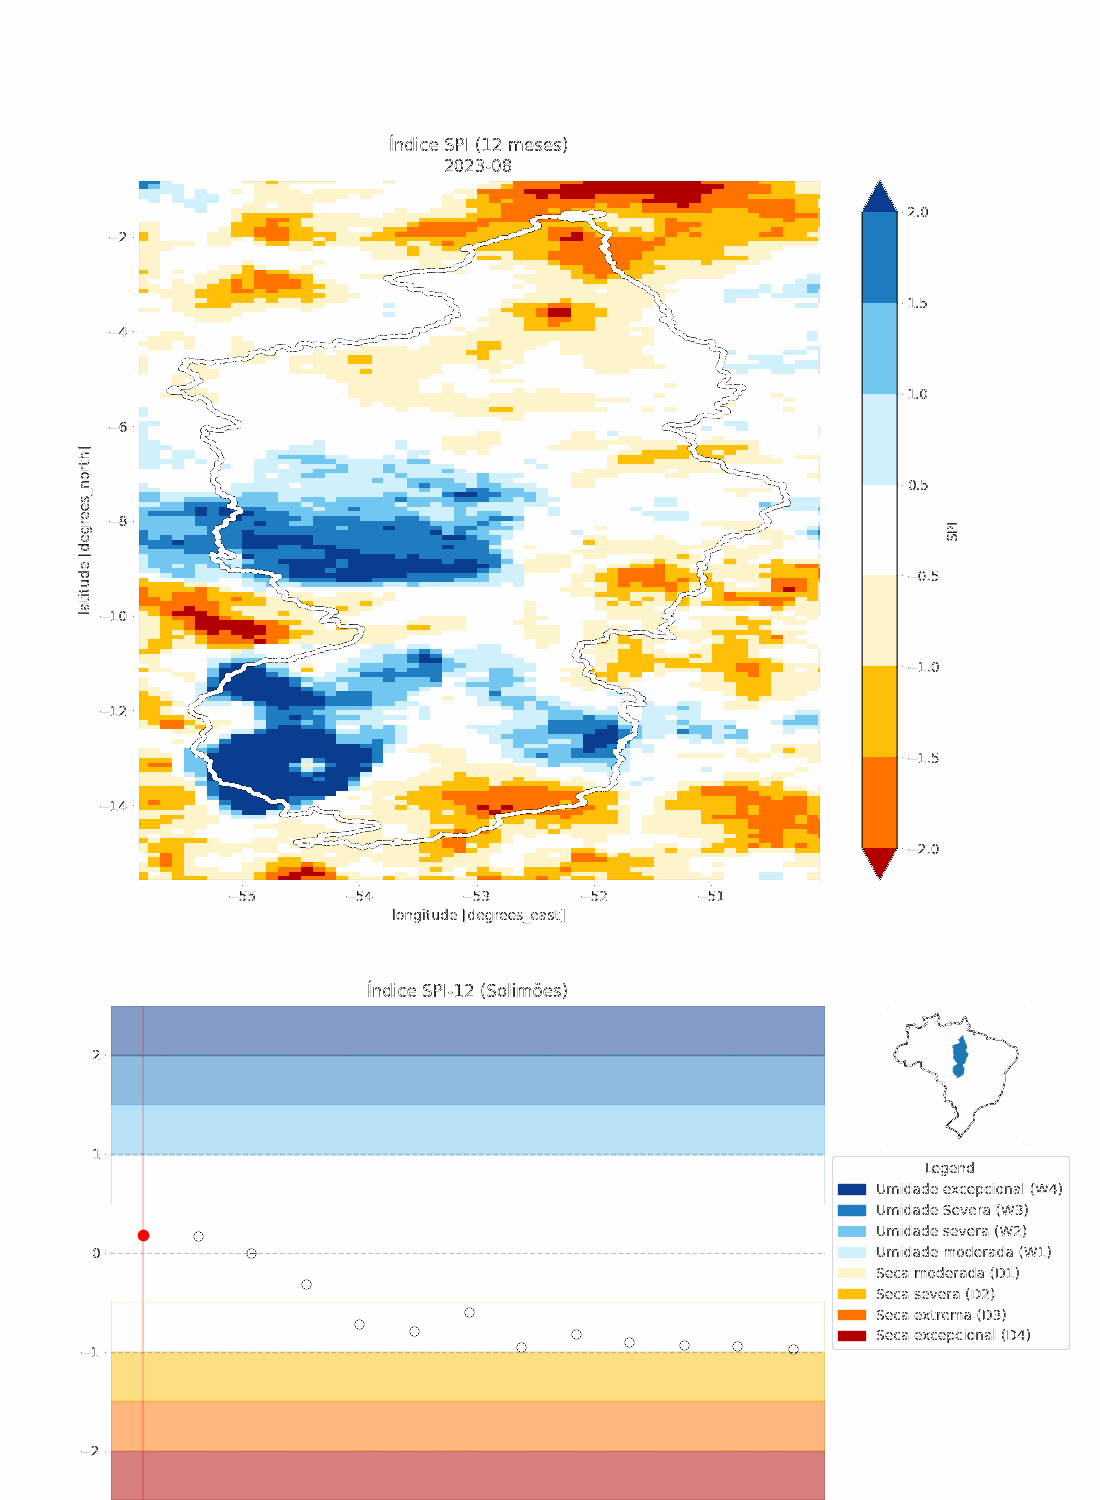 Índice SPI (12 meses)
2023-08
−2
−4
−6
−8
−10
−12
−14
latitude [degrees_north]
−55
−54
−53
−52
−51
longitude [degrees_east]
2.0
1.5
1.0
0.5
−0.5
−1.0
−1.5
−2.0
SPI
Índice SPI-12 (Solimões)
2
1
0
−1
−2
Legend
Umidade excepcional (W4)
Umidade Severa (W3)
Umidade severa (W2)
Umidade moderada (W1)
Seca moderada (D1)
Seca severa (D2)
Seca extrema (D3)
Seca excepcional (D4)